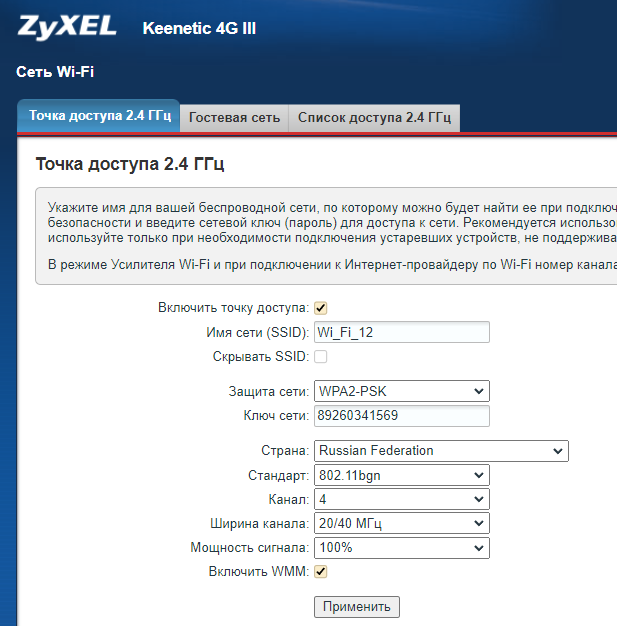 ZyXEL Keenetic 4G III
Сеть Wi-Fi
Точка доступа 2.4 ГГц Гостевая сеть Список доступа 2.4 ГГц
Точка доступа 2.4 ГГц
Укажите имя для вашей беспроводной сети, по которому можно будет найти ее при подключ
безопасности и введите сетевой ключ (пароль) для доступа к сети. Рекомендуется использо
используйте только при необходимости подключения устаревших устройств, не поддержива
В режиме Усилителя Wi-Fi и при подключении к Интернет-провайдеру по Wi-Fi номер канала
Включить точку доступа:
Имя сети (SSID): Wi_Fi_12
Скрывать SSID:
Защита сети: WPA2-PSK
Ключ сети: 89260341569
Страна: Russian Federation
Стандарт: 802.11bgn
Канал: 4
Ширина канала: 20/40 МГц
Мощность сигнала: 100%
Включить WMM:
Применить